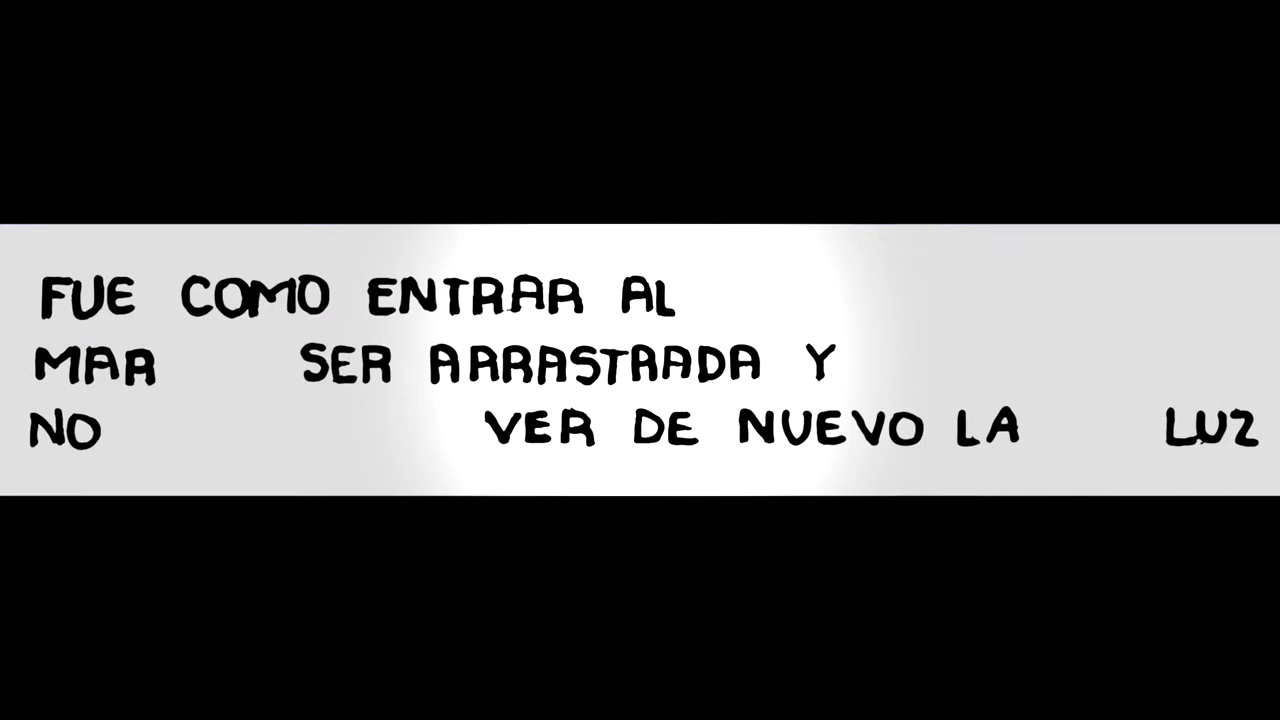 FUE COMO ENTRAR AL
MAR SER ARRASTRADA Y
NO VER DE NUEVO LA LUZ